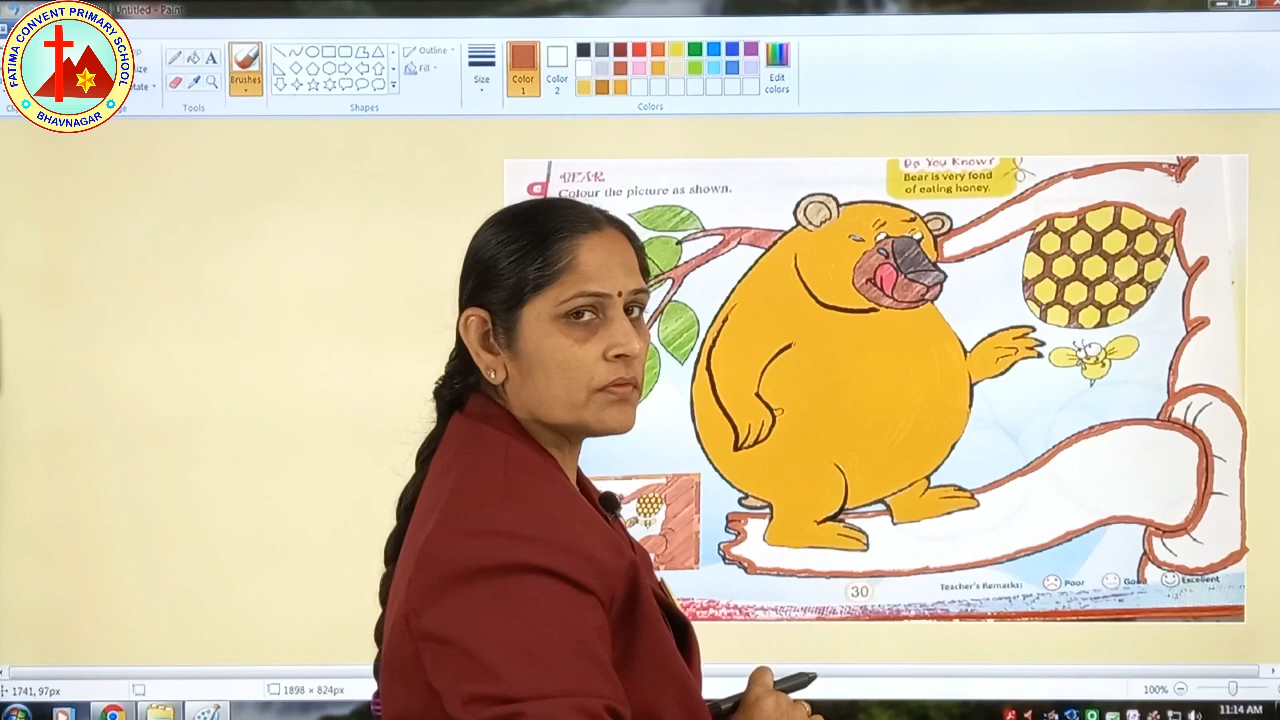 Untitled - Paint
FATIMA CONVENT PRIMARY SCHOOL
BHAVNAGAR
Brushes
Tools
Shapes
Outline
Fill
Size
Color
1
Color
2
Edit
colors
Colors
BEAR
Colour the picture as shown.
Do You Know?
Bear is very fond
of eating honey.
a
30
Teacher's Remarks:
Poor
Excellent
1741, 97px
1898 × 824px
100%
11:14 AM